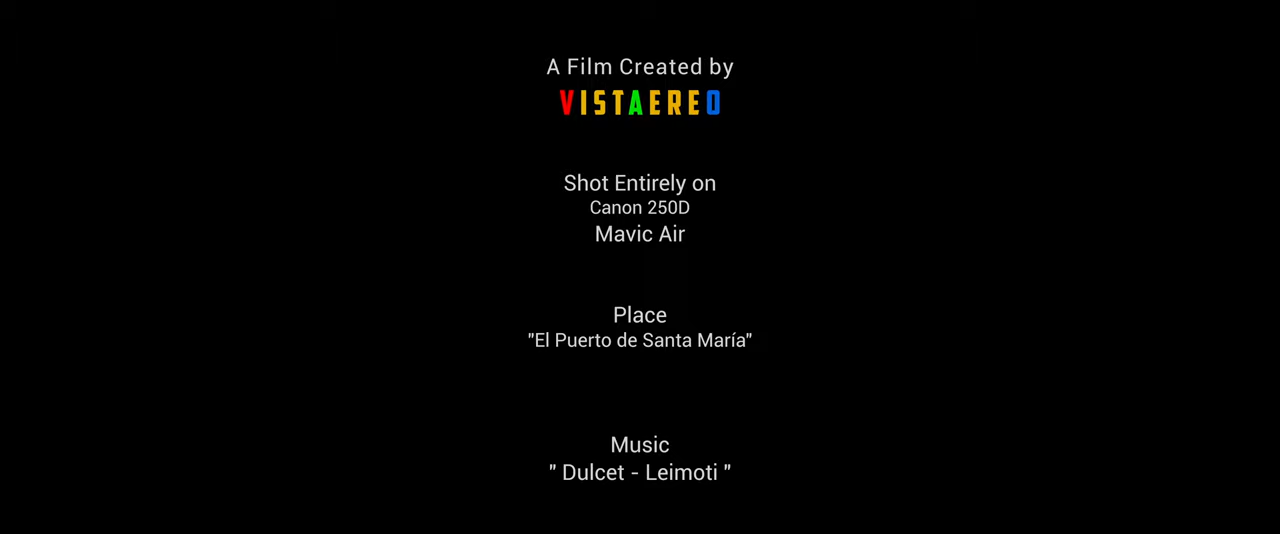 A Film Created by
VISTAEREO
Shot Entirely on
Canon 250D
Mavic Air
Place
"El Puerto de Santa María"
Music
" Dulcet - Leimoti "